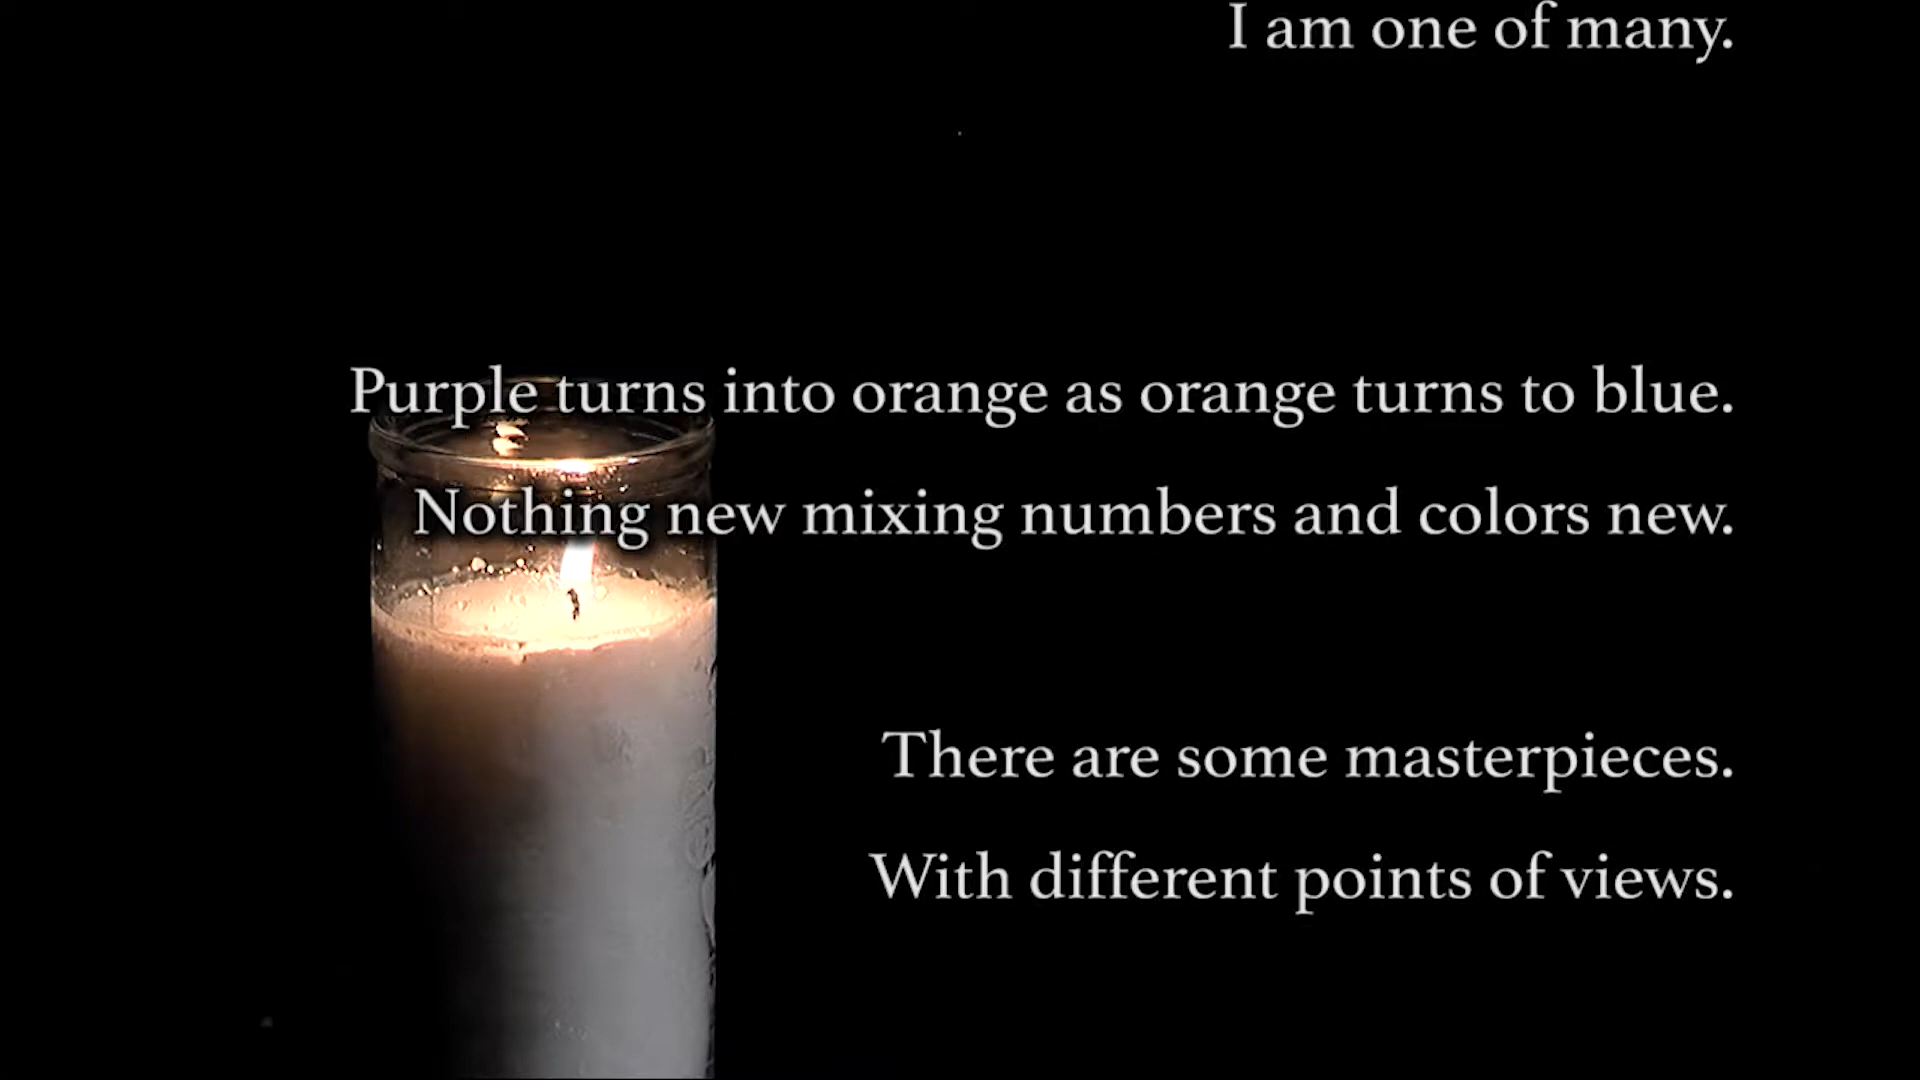 I am one of many.
Purple turns into orange as orange turns to blue.
Nothing new mixing numbers and colors new.
There are some masterpieces.
With different points of views.